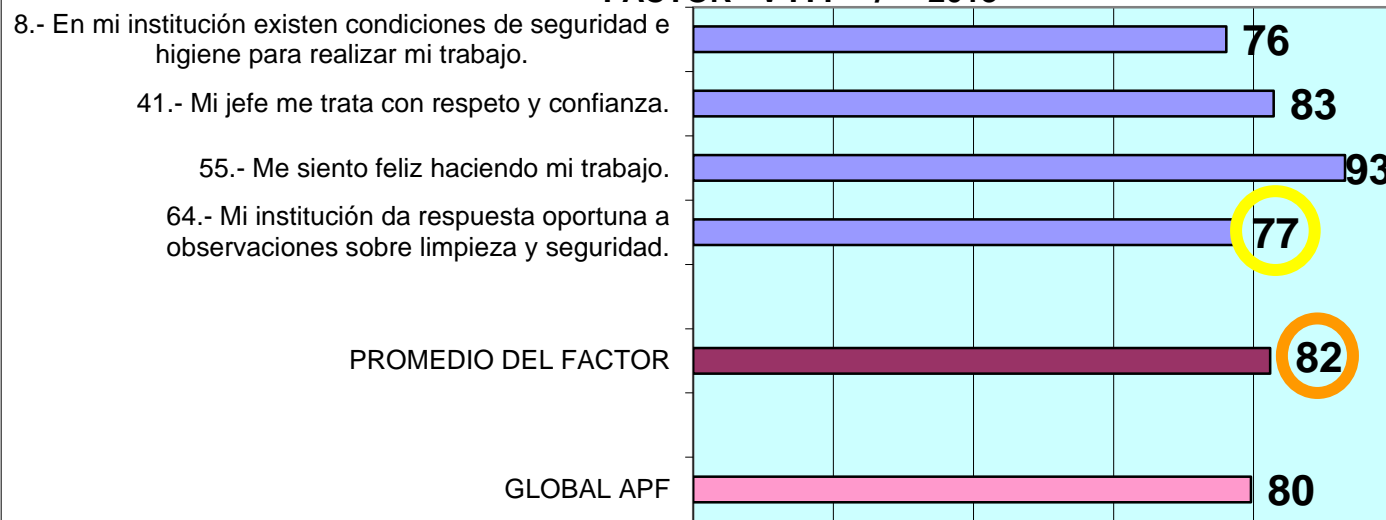 8.- En mi institución existen condiciones de seguridad e
higiene para realizar mi trabajo.
76
41.- Mi jefe me trata con respeto y confianza.
83
55.- Me siento feliz haciendo mi trabajo.
93
64.- Mi institución da respuesta oportuna a
observaciones sobre limpieza y seguridad.
77
PROMEDIO DEL FACTOR
82
GLOBAL APF
80